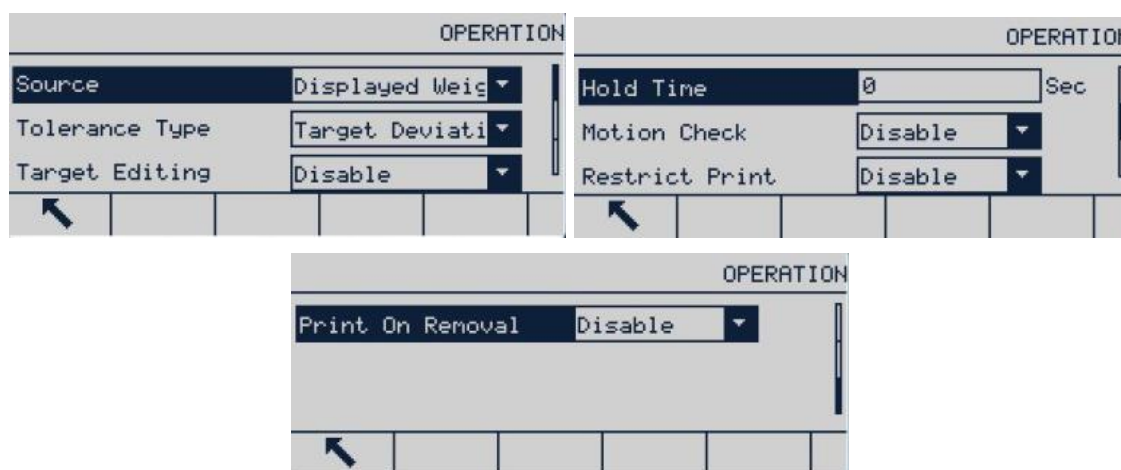 OPERATION
Source Displayed Weig
Tolerance Type Target Deviati
Target Editing Disable
OPERATION
Hold Time 0 Sec
Motion Check Disable
Restrict Print Disable
OPERATION
Print On Removal Disable